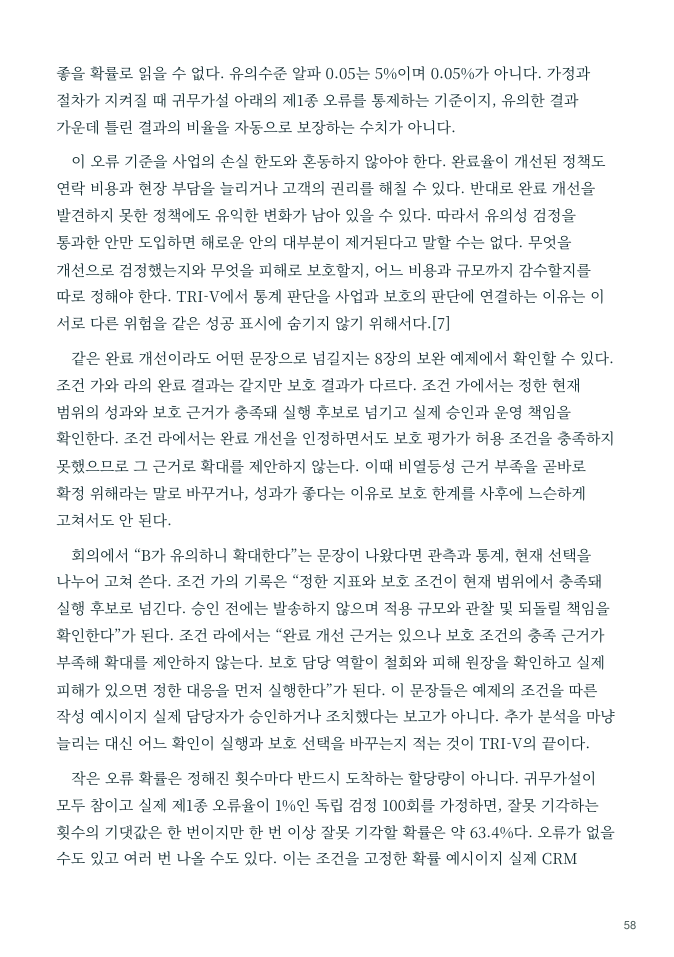 좋을 확률로 읽을 수 없다. 유의수준 알파 0.05는 5%이며 0.05%가 아니다. 가정과
절차가 지켜질 때 귀무가설 아래의 제1종 오류를 통제하는 기준이지, 유의한 결과
가운데 틀린 결과의 비율을 자동으로 보장하는 수치가 아니다.
이 오류 기준을 사업의 손실 한도와 혼동하지 않아야 한다. 완료율이 개선된 정책도
연락 비용과 현장 부담을 늘리거나 고객의 권리를 해칠 수 있다. 반대로 완료 개선을
발견하지 못한 정책에도 유익한 변화가 남아 있을 수 있다. 따라서 유의성 검정을
통과한 안만 도입하면 해로운 안의 대부분이 제거된다고 말할 수는 없다. 무엇을
개선으로 검정했는지와 무엇을 피해로 보호할지, 어느 비용과 규모까지 감수할지를
따로 정해야 한다. TRI-V에서 통계 판단을 사업과 보호의 판단에 연결하는 이유는 이
서로 다른 위험을 같은 성공 표시에 숨기지 않기 위해서다.[7]
같은 완료 개선이라도 어떤 문장으로 넘길지는 8장의 보완 예제에서 확인할 수 있다.
조건 가와 라의 완료 결과는 같지만 보호 결과가 다르다. 조건 가에서는 정한 현재
범위의 성과와 보호 근거가 충족돼 실행 후보로 넘기고 실제 승인과 운영 책임을
확인한다. 조건 라에서는 완료 개선을 인정하면서도 보호 평가가 허용 조건을 충족하지
못했으므로 그 근거로 확대를 제안하지 않는다. 이때 비열등성 근거 부족을 곧바로
확정 위해라는 말로 바꾸거나, 성과가 좋다는 이유로 보호 한계를 사후에 느슨하게
고쳐서도 안 된다.
회의에서 “B가 유의하니 확대한다”는 문장이 나왔다면 관측과 통계, 현재 선택을
나누어 고쳐 쓴다. 조건 가의 기록은 “정한 지표와 보호 조건이 현재 범위에서 충족돼
실행 후보로 넘긴다. 승인 전에는 발송하지 않으며 적용 규모와 관찰 및 되돌릴 책임을
확인한다”가 된다. 조건 라에서는 “완료 개선 근거는 있으나 보호 조건의 충족 근거가
부족해 확대를 제안하지 않는다. 보호 담당 역할이 철회와 피해 원장을 확인하고 실제
피해가 있으면 정한 대응을 먼저 실행한다”가 된다. 이 문장들은 예제의 조건을 따른
작성 예시이지 실제 담당자가 승인하거나 조치했다는 보고가 아니다. 추가 분석을 마냥
늘리는 대신 어느 확인이 실행과 보호 선택을 바꾸는지 적는 것이 TRI-V의 끝이다.
작은 오류 확률은 정해진 횟수마다 반드시 도착하는 할당량이 아니다. 귀무가설이
모두 참이고 실제 제1종 오류율이 1%인 독립 검정 100회를 가정하면, 잘못 기각하는
횟수의 기댓값은 한 번이지만 한 번 이상 잘못 기각할 확률은 약 63.4%다. 오류가 없을
수도 있고 여러 번 나올 수도 있다. 이는 조건을 고정한 확률 예시이지 실제 CRM
58